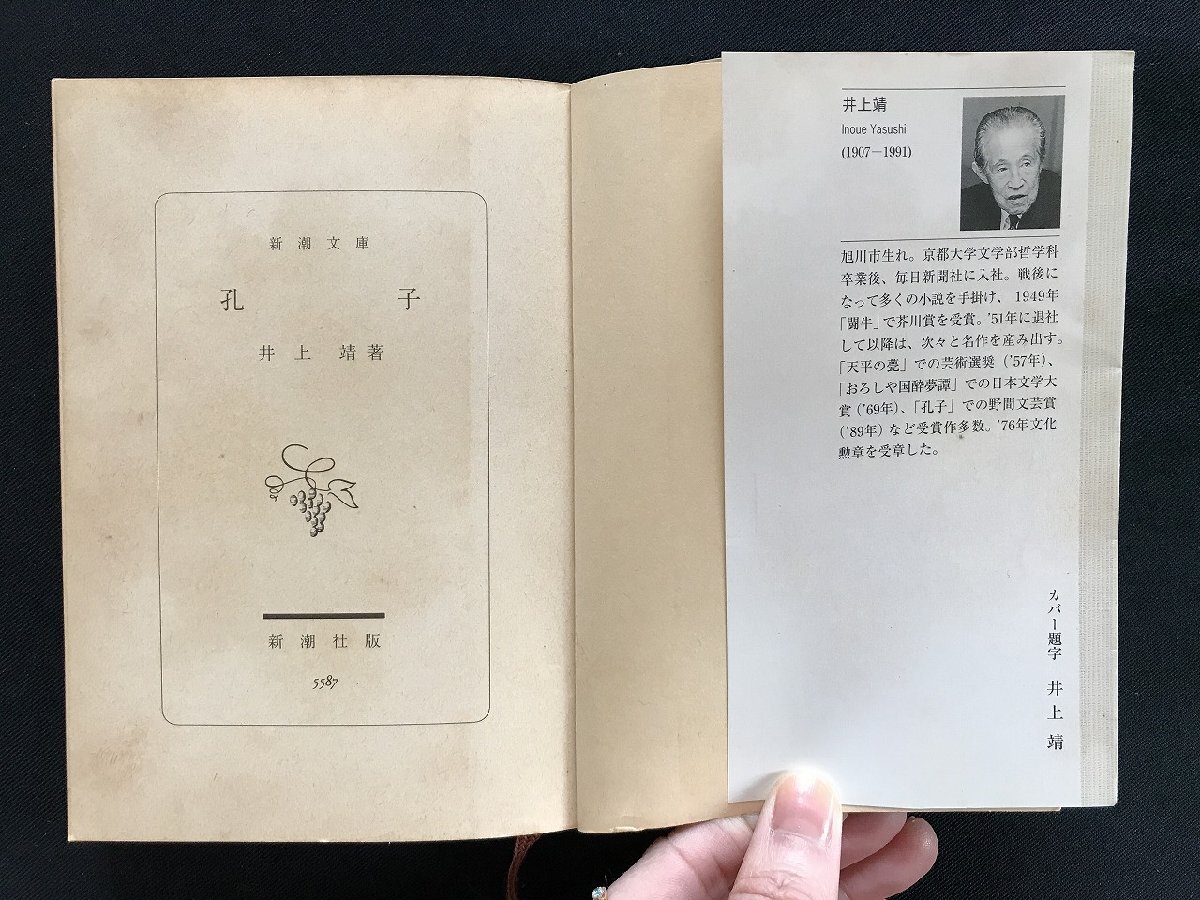 新潮文庫
孔子
井上靖著
新潮社版
5587
井上靖
Inoue Yasushi
(1907―1991)
旭川市生れ。京都大学文学部哲学科
卒業後、毎日新聞社に入社。戦後に
なって多くの小説を手掛け、1949年
「闘牛」で芥川賞を受賞。'51年に退社
して以降は、次々と名作を産み出す。
「天平の甍」での芸術選奨（'57年）、
「おろしや国酔夢譚」での日本文学大
賞（'69年）、「孔子」での野間文芸賞
（'89年）など受賞作多数。'76年文化
勲章を受章した。
カバー題字 井上靖